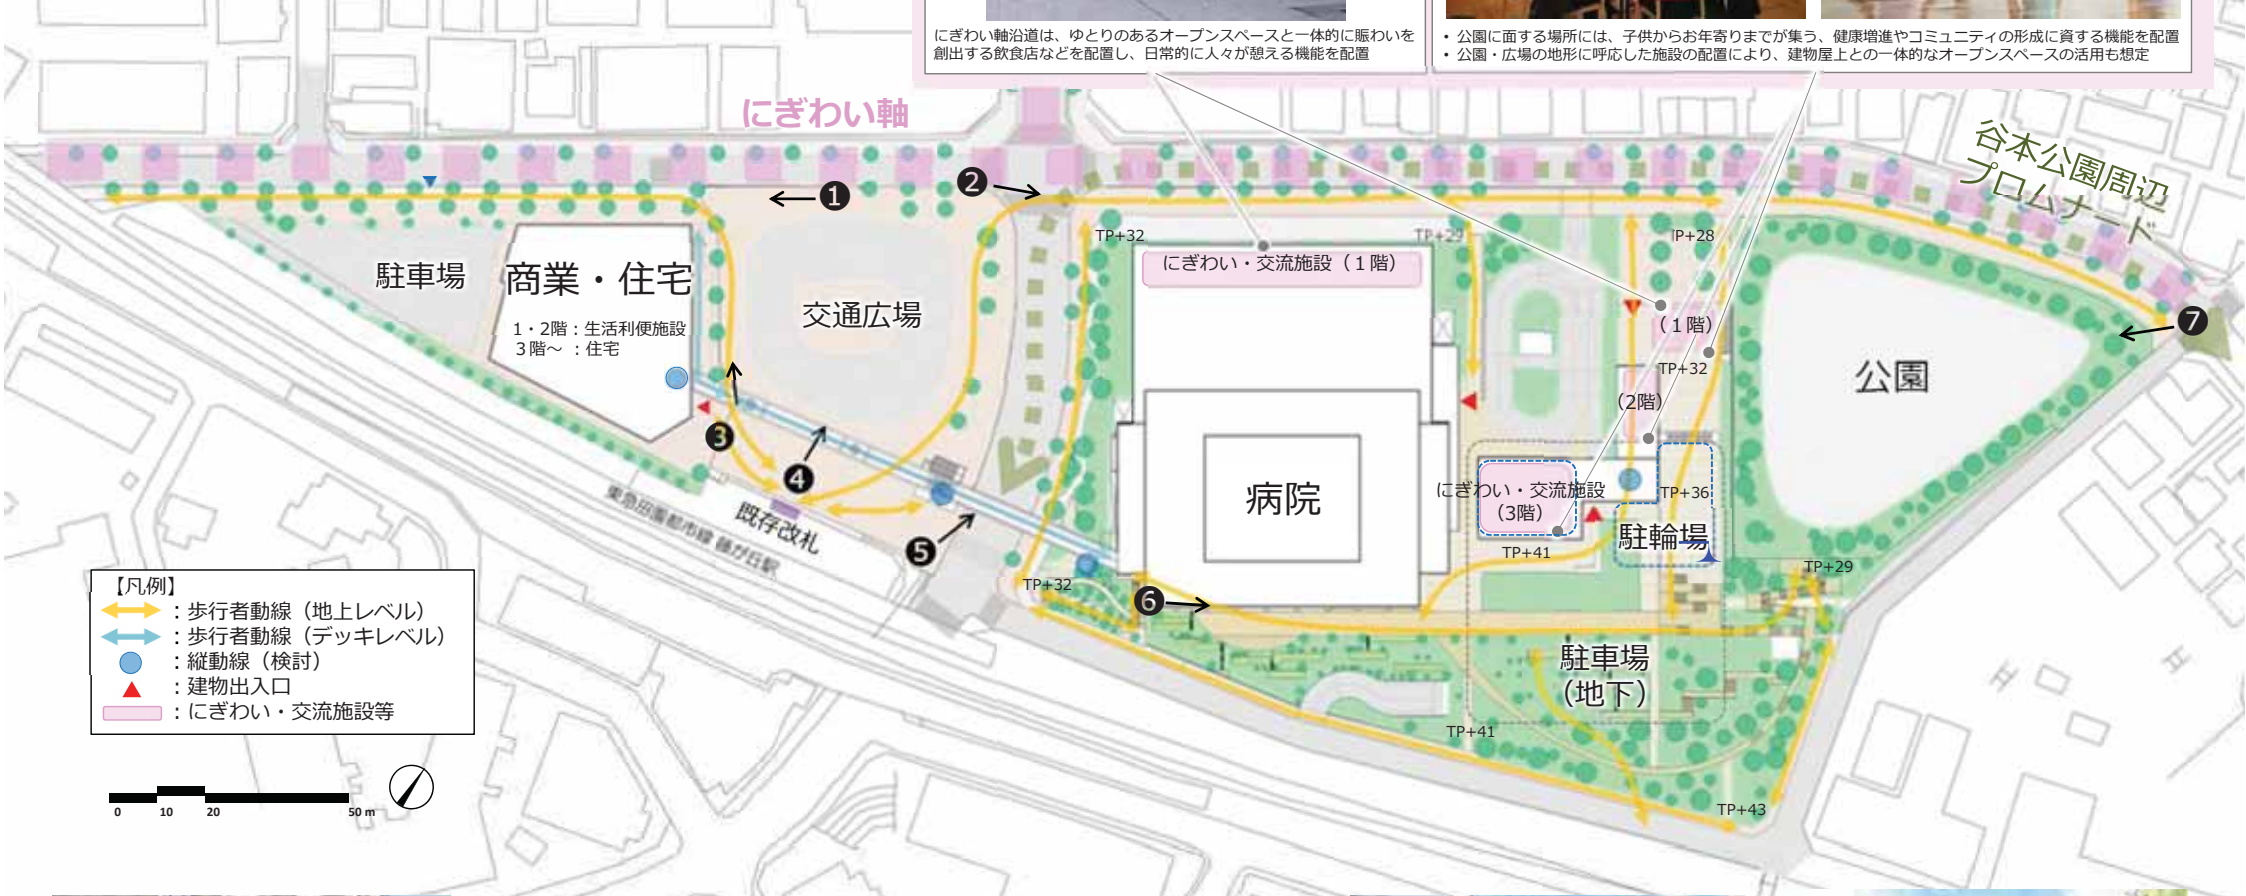 にぎわい軸沿道は、ゆとりのあるオープンスペースと一体的に賑わいを
創出する飲食店などを配置し、日常的に人々が憩える機能を配置
• 公園に面する場所には、子供からお年寄りまでが集う、健康増進やコミュニティの形成に資する機能を配置
• 公園・広場の地形に呼応した施設の配置により、建物屋上との一体的なオープンスペースの活用も想定
にぎわい軸
谷本公園周辺
プロムナード
❶
❷
TP+32
TP+29
TP+28
にぎわい・交流施設（１階）
駐車場
商業・住宅
1・2階：生活利便施設
３階～ ：住宅
交通広場
（１階）
TP+32
❼
公園
（2階）
❸
❹
病院
にぎわい・交流施設
（3階）
TP+36
駐輪場
TP+41
既存改札
東急田園都市線 藤が丘駅
❺
TP+32
❻
TP+29
駐車場
（地下）
TP+41
TP+43
【凡例】
：歩行者動線（地上レベル）
：歩行者動線（デッキレベル）
：縦動線（検討）
：建物出入口
：にぎわい・交流施設等
0 10 20 50 m